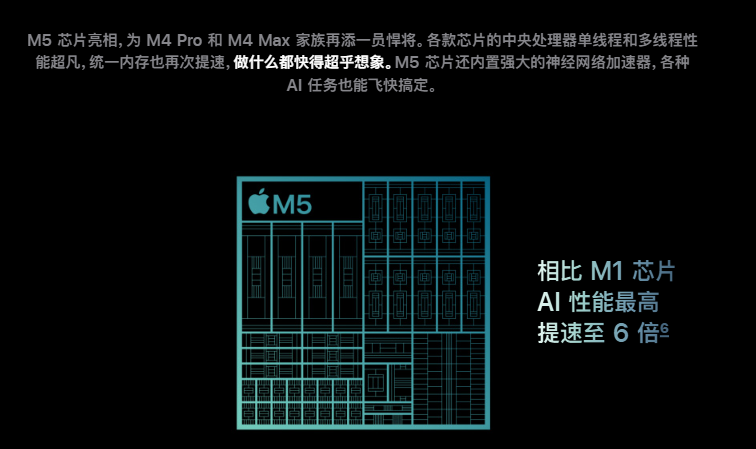 M5 芯片亮相，为 M4 Pro 和 M4 Max 家族再添一员悍将。各款芯片的中央处理器单线程和多线程性
能超凡，统一内存也再次提速，做什么都快得超乎想象。M5 芯片还内置强大的神经网络加速器，各种
AI 任务也能飞快搞定。
M5
相比 M1 芯片
AI 性能最高
提速至 6 倍6